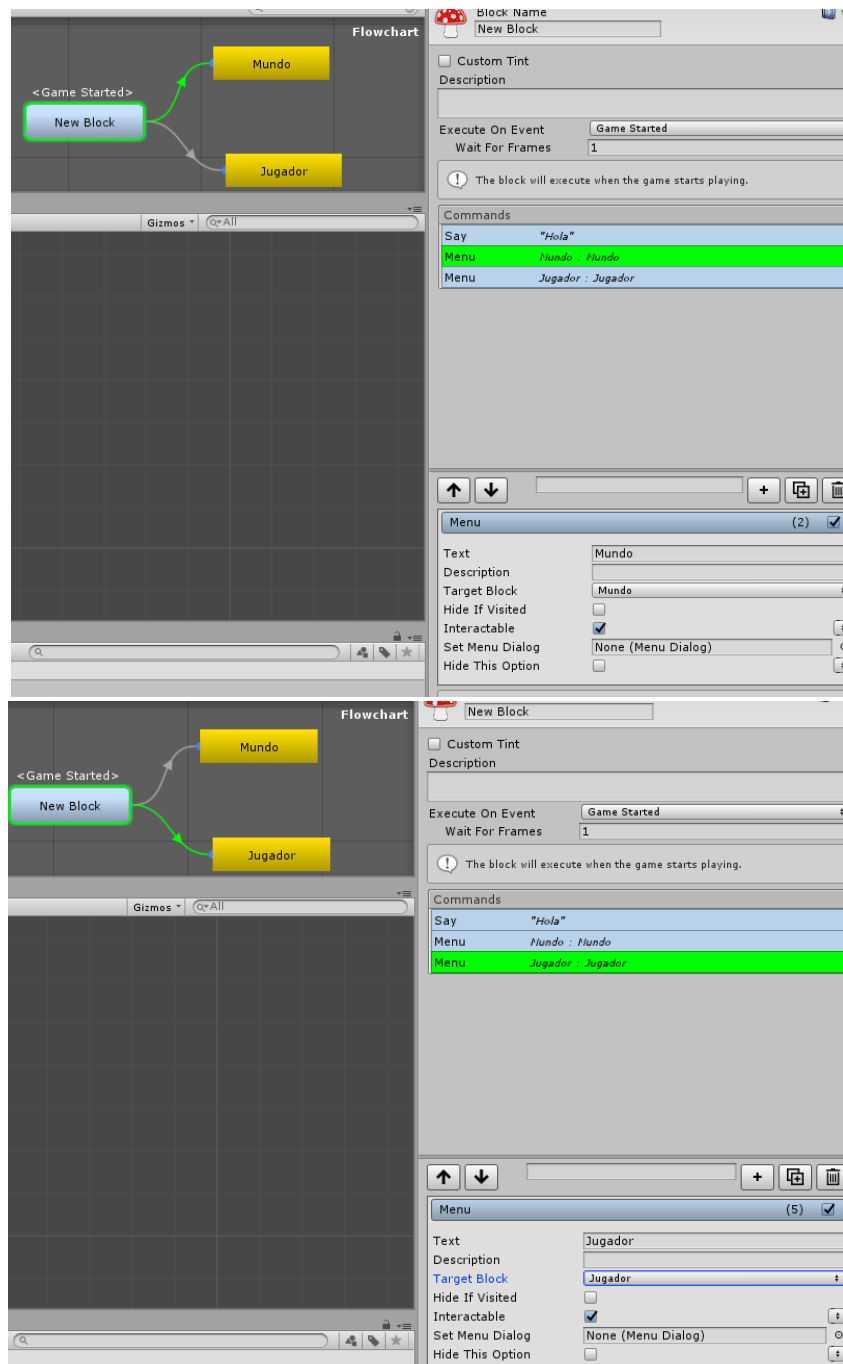 Block Name
New Block
Flowchart
Mundo
<Game Started>
New Block
Jugador
Custom Tint
Description
Execute On Event Game Started
Wait For Frames 1
The block will execute when the game starts playing.
Gizmos All
Commands
Say "Hola"
Menu Mundo : Mundo
Menu Jugador : Jugador
+
Menu (2)
Text Mundo
Description
Target Block Mundo
Hide If Visited
Interactable
Set Menu Dialog None (Menu Dialog)
Hide This Option
New Block
Flowchart
Mundo
<Game Started>
New Block
Jugador
Custom Tint
Description
Execute On Event Game Started
Wait For Frames 1
The block will execute when the game starts playing.
Gizmos All
Commands
Say "Hola"
Menu Mundo : Mundo
Menu Jugador : Jugador
+
Menu (5)
Text Jugador
Description
Target Block Jugador
Hide If Visited
Interactable
Set Menu Dialog None (Menu Dialog)
Hide This Option